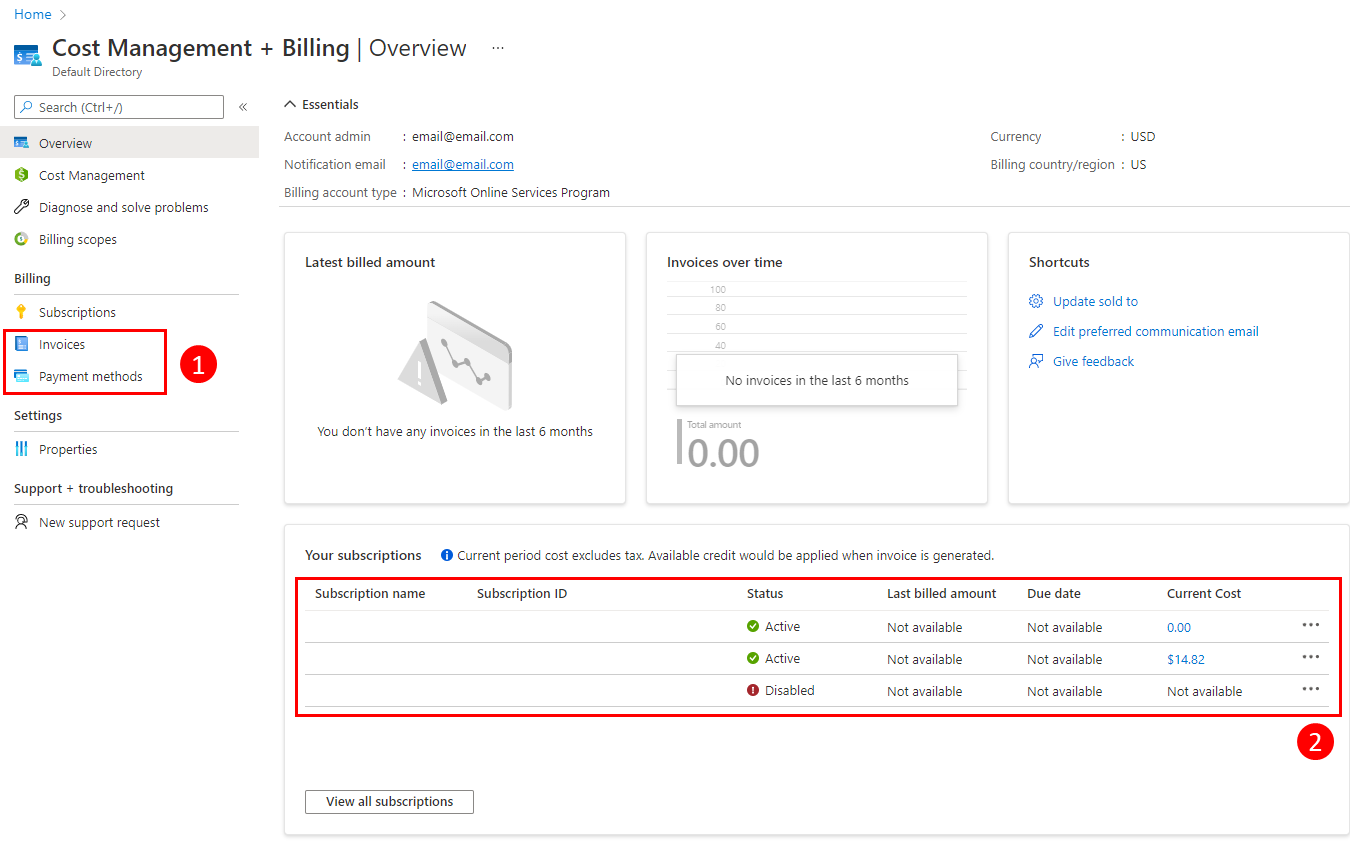 Home
Cost Management + Billing | Overview ...
Default Directory
Search (Ctrl+/) «
Overview
Cost Management
Diagnose and solve problems
Billing scopes
Billing
Subscriptions
Invoices
Payment methods
1
Settings
Properties
Support + troubleshooting
New support request
Essentials
Account admin : email@email.com
Notification email : email@email.com
Billing account type : Microsoft Online Services Program
Currency : USD
Billing country/region : US
Latest billed amount
You don't have any invoices in the last 6 months
Invoices over time
100
80
60
40
No invoices in the last 6 months
Total amount
0.00
Shortcuts
Update sold to
Edit preferred communication email
Give feedback
Your subscriptions Current period cost excludes tax. Available credit would be applied when invoice is generated.
Subscription name Subscription ID Status Last billed amount Due date Current Cost
Active Not available Not available 0.00 ...
Active Not available Not available $14.82 ...
Disabled Not available Not available Not available ...
2
View all subscriptions